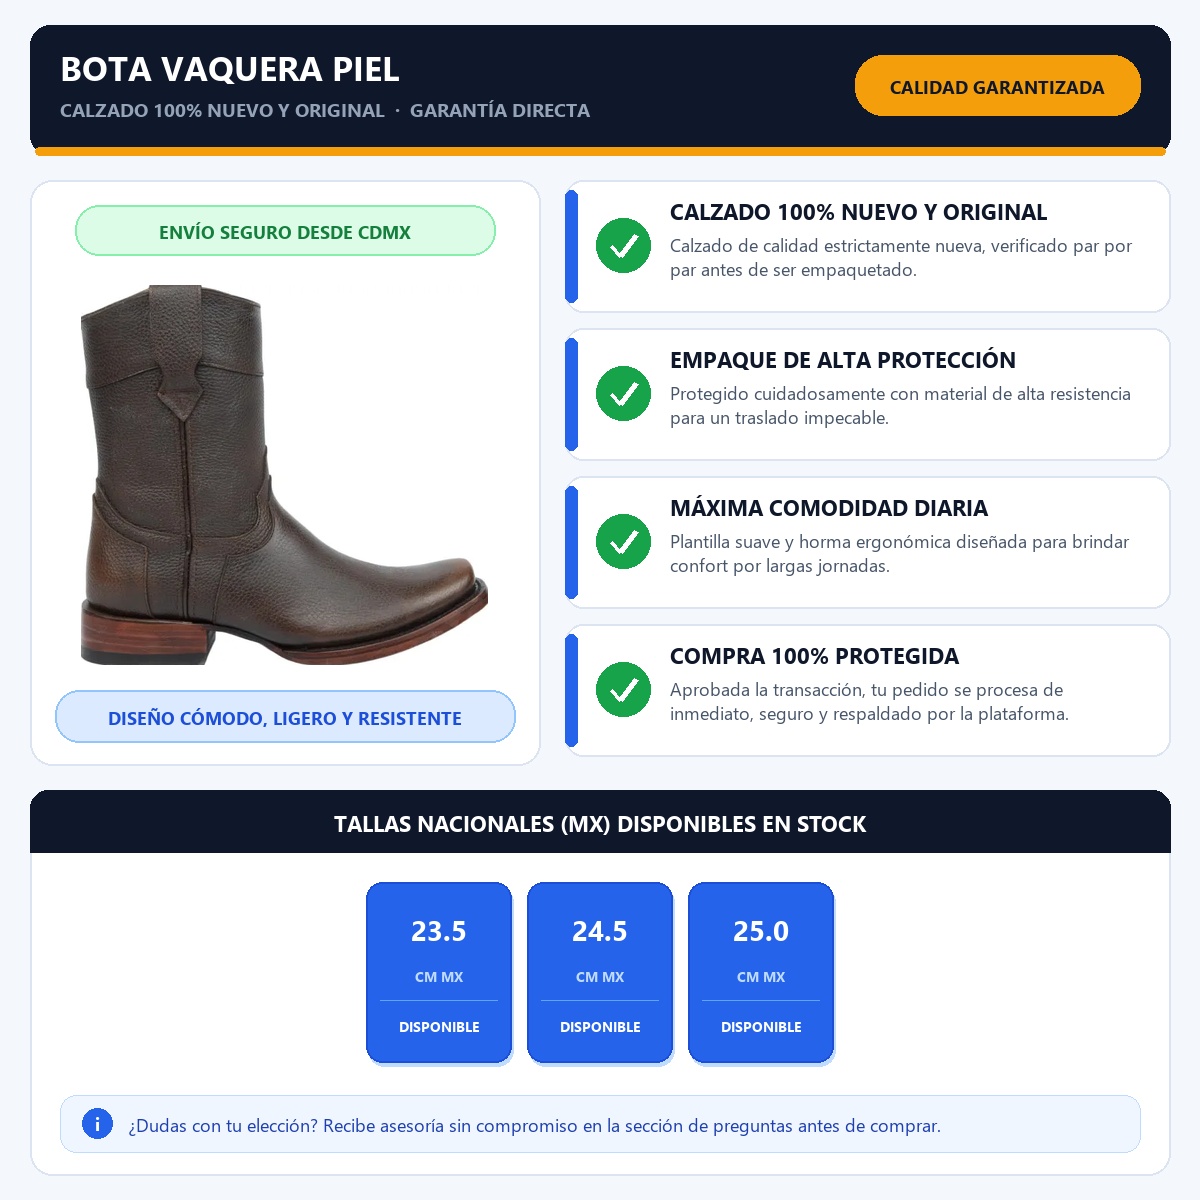 BOTA VAQUERA PIEL
CALZADO 100% NUEVO Y ORIGINAL · GARANTÍA DIRECTA
CALIDAD GARANTIZADA
ENVÍO SEGURO DESDE CDMX
DISEÑO CÓMODO, LIGERO Y RESISTENTE
CALZADO 100% NUEVO Y ORIGINAL
Calzado de calidad estrictamente nueva, verificado par por
par antes de ser empaquetado.
EMPAQUE DE ALTA PROTECCIÓN
Protegido cuidadosamente con material de alta resistencia
para un traslado impecable.
MÁXIMA COMODIDAD DIARIA
Plantilla suave y horma ergonómica diseñada para brindar
confort por largas jornadas.
COMPRA 100% PROTEGIDA
Aprobada la transacción, tu pedido se procesa de
inmediato, seguro y respaldado por la plataforma.
TALLAS NACIONALES (MX) DISPONIBLES EN STOCK
23.5
CM MX
DISPONIBLE
24.5
CM MX
DISPONIBLE
25.0
CM MX
DISPONIBLE
¿Dudas con tu elección? Recibe asesoría sin compromiso en la sección de preguntas antes de comprar.